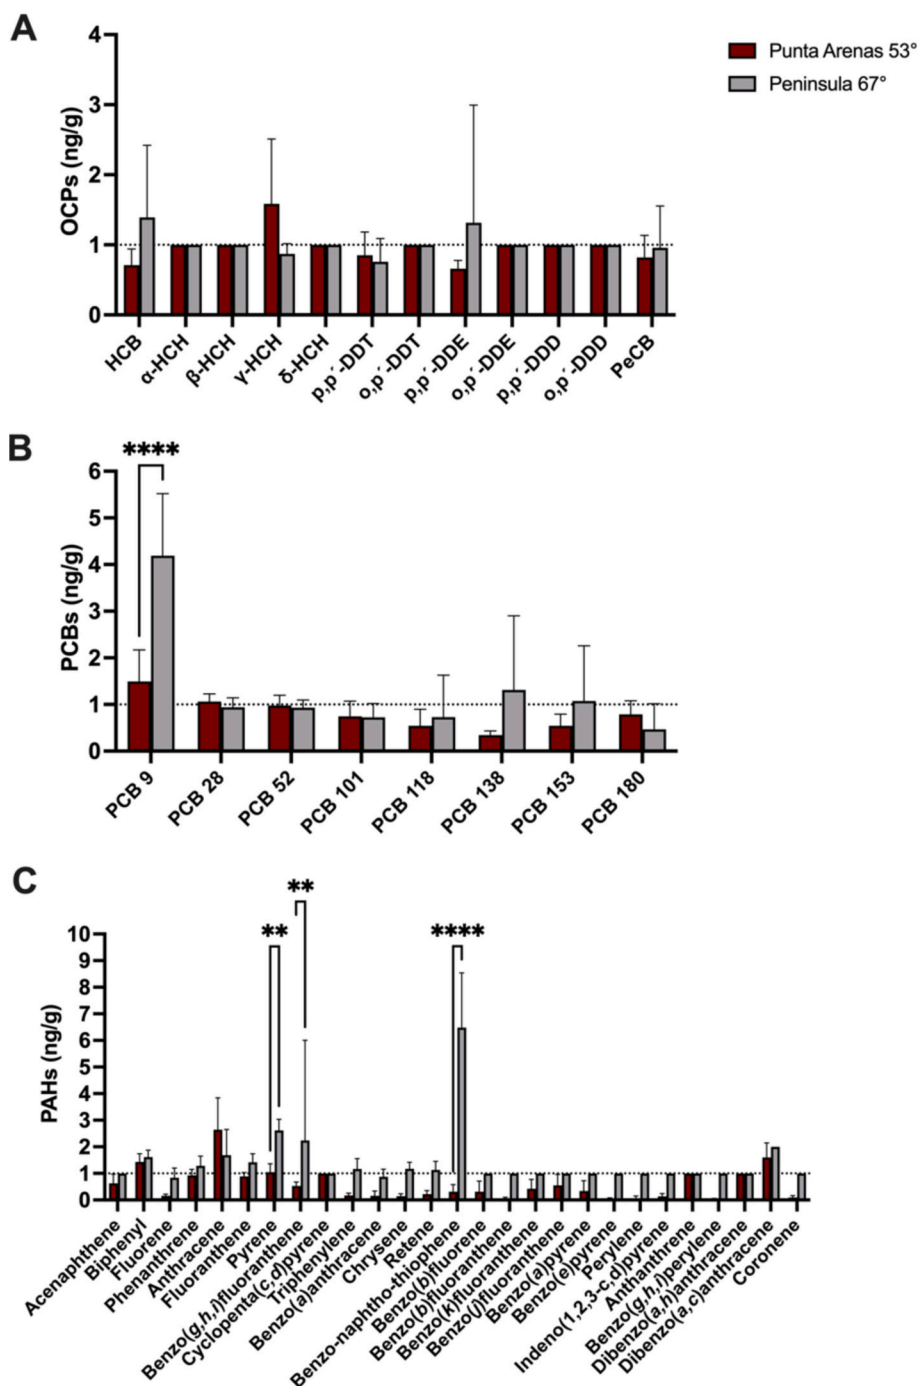 A
OCPs (ng/g)
4
3
2
1
0
Punta Arenas 53°
Peninsula 67°
HCB
α-HCH
β-HCH
γ-HCH
δ-HCH
p,p´-DDT
o,p´-DDT
p,p´-DDE
o,p´-DDE
p,p´-DDD
o,p´-DDD
PeCB
B
PCBs (ng/g)
6
5
4
3
2
1
0
****
PCB 9
PCB 28
PCB 52
PCB 101
PCB 118
PCB 138
PCB 153
PCB 180
C
PAHs (ng/g)
10
9
8
7
6
5
4
3
2
1
0
**
**
****
Acenaphthene
Biphenyl
Fluorene
Phenanthrene
Anthracene
Fluoranthene
Pyrene
Benzo(g,h,i)fluoranthene
Cyclopenta(c,d)pyrene
Triphenylene
Benzo(a)anthracene
Chrysene
Retene
Benzo-naphtho-thiophene
Benzo(b)fluorene
Benzo(b)fluoranthene
Benzo(k)fluoranthene
Benzo(j)fluoranthene
Benzo(a)pyrene
Benzo(e)pyrene
Perylene
Indeno(1,2,3-c,d)pyrene
Anthanthrene
Benzo(g,h,i)perylene
Dibenzo(a,h)anthracene
Dibenzo(a,c)anthracene
Coronene